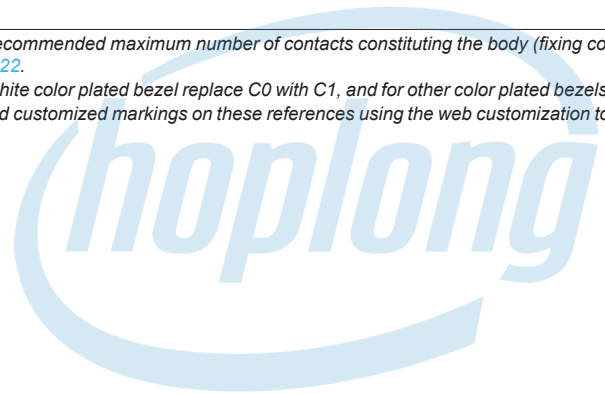 ecommended maximum number of contacts constituting the body (fixing co
22.
hite color plated bezel replace C0 with C1, and for other color plated bezels
d customized markings on these references using the web customization to
hoplong